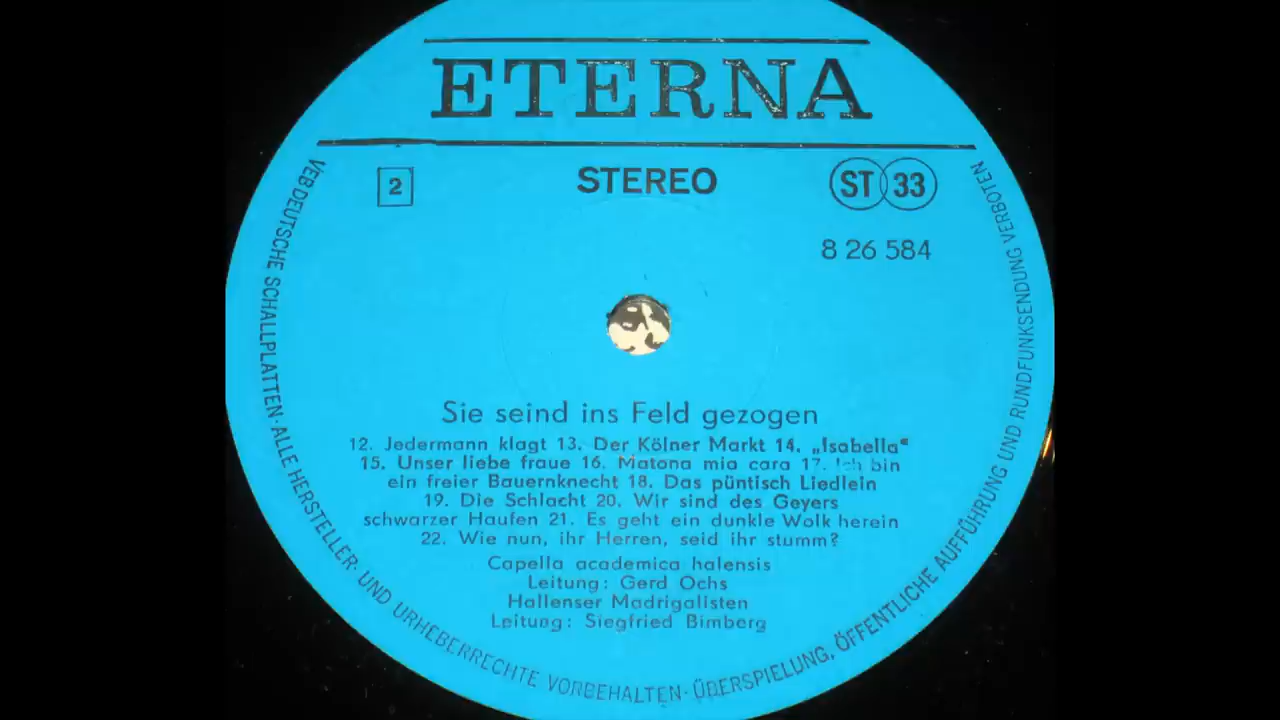 ETERNA
2
STEREO
ST 33
8 26 584
Sie seind ins Feld gezogen
12. Jedermann klagt 13. Der Kölner Markt 14. „Isabella“
15. Unser liebe fraue 16. Matona mia cara 17. Ich bin
ein freier Bauernknecht 18. Das püntisch Liedlein
19. Die Schlacht 20. Wir sind des Geyers
schwarzer Haufen 21. Es geht ein dunkle Wolk herein
22. Wie nun, ihr Herren, seid ihr stumm?
Capella academica halensis
Leitung: Gerd Ochs
Hallenser Madrigalisten
Leitung: Siegfried Bimberg
VEB DEUTSCHE SCHALLPLATTEN · ALLE HERSTELLER- UND URHEBERRECHTE VORBEHALTEN · ÜBERSPIELUNG, ÖFFENTLICHE AUFFÜHRUNG UND RUNDFUNKSENDUNG VERBOTEN